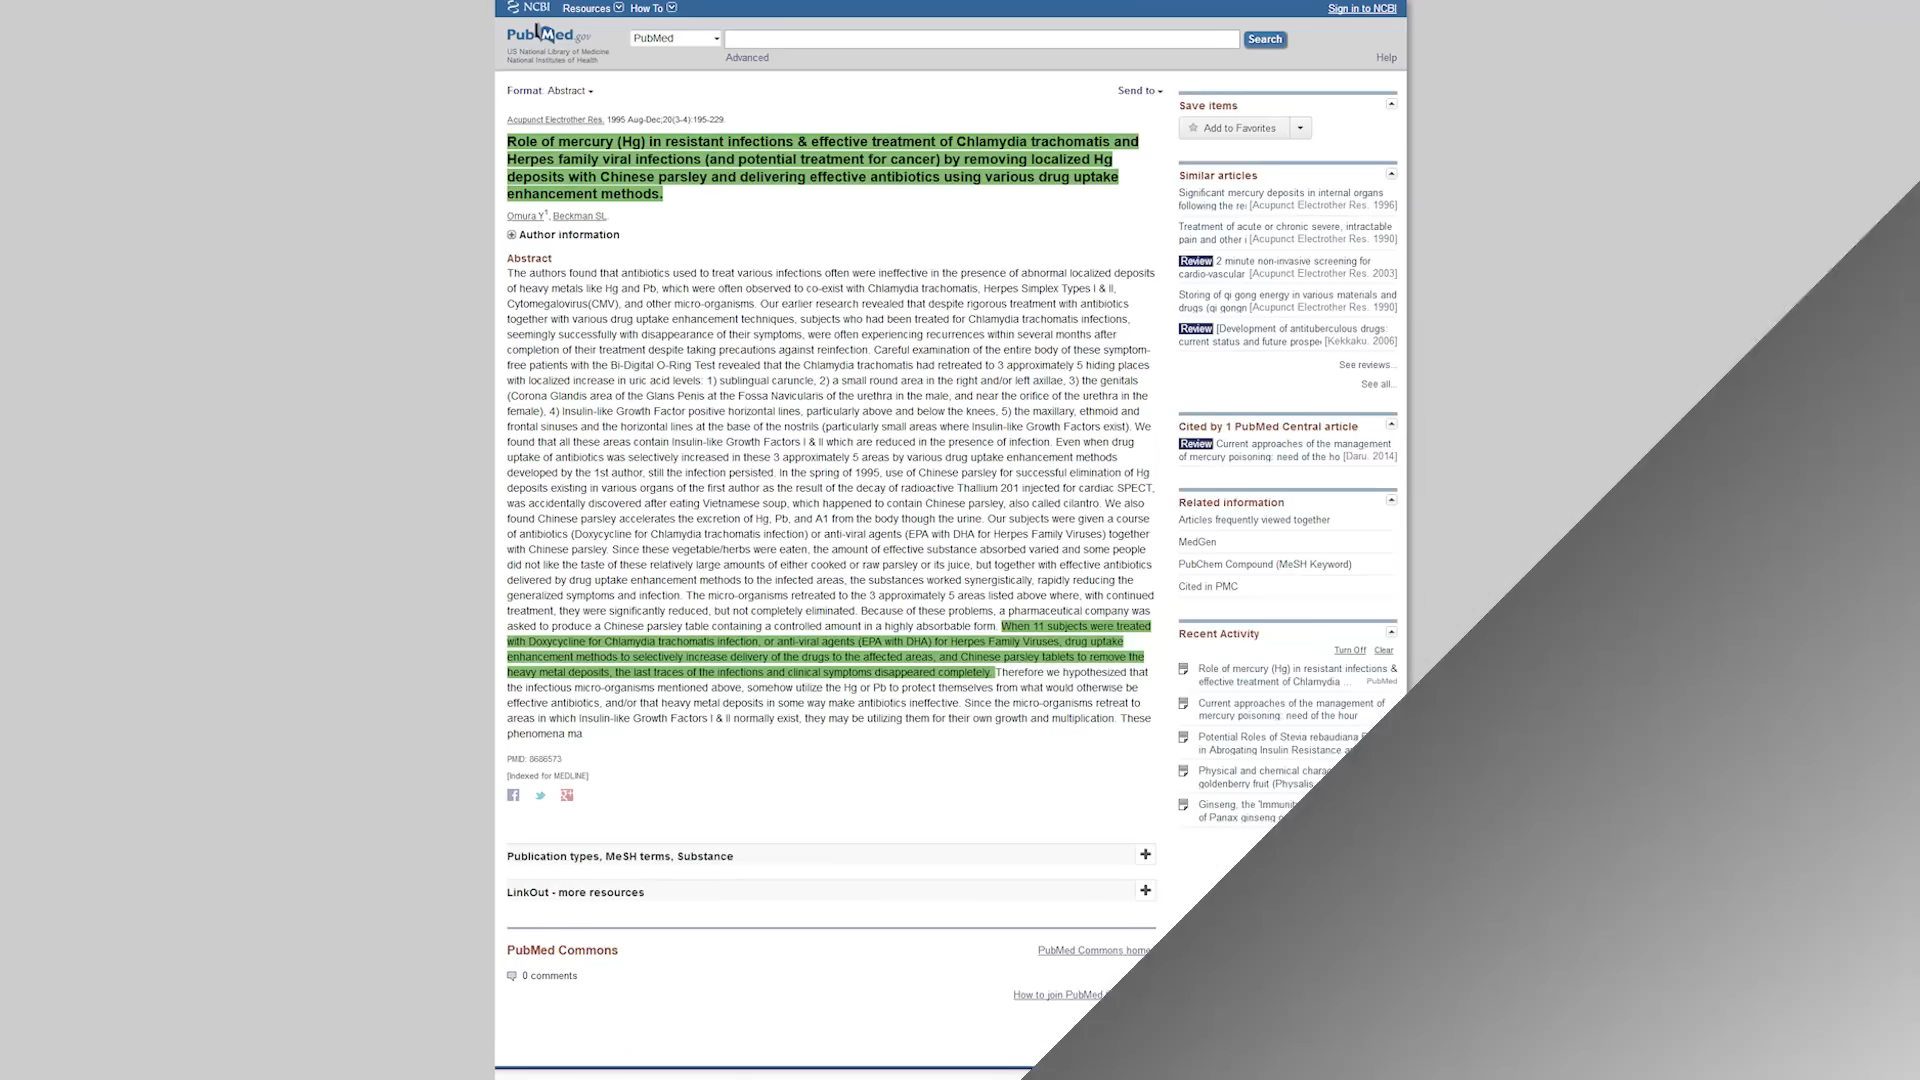 NCBI Resources How To Sign in to NCBI
PubMed.gov
US National Library of Medicine
National Institutes of Health
PubMed
Search
Advanced
Help
Format: Abstract
Send to
Acupunct Electrother Res. 1995 Aug-Dec;20(3-4):195-229.
Role of mercury (Hg) in resistant infections & effective treatment of Chlamydia trachomatis and
Herpes family viral infections (and potential treatment for cancer) by removing localized Hg
deposits with Chinese parsley and delivering effective antibiotics using various drug uptake
enhancement methods.
Omura Y1, Beckman SL.
Author information
Abstract
The authors found that antibiotics used to treat various infections often were ineffective in the presence of abnormal localized deposits
of heavy metals like Hg and Pb, which were often observed to co-exist with Chlamydia trachomatis, Herpes Simplex Types I & II,
Cytomegalovirus(CMV), and other micro-organisms. Our earlier research revealed that despite rigorous treatment with antibiotics
together with various drug uptake enhancement techniques, subjects who had been treated for Chlamydia trachomatis infections,
seemingly successfully with disappearance of their symptoms, were often experiencing recurrences within several months after
completion of their treatment despite taking precautions against reinfection. Careful examination of the entire body of these symptom-
free patients with the Bi-Digital O-Ring Test revealed that the Chlamydia trachomatis had retreated to 3 approximately 5 hiding places
with localized increase in uric acid levels: 1) sublingual caruncle, 2) a small round area in the right and/or left axillae, 3) the genitals
(Corona Glandis area of the Glans Penis at the Fossa Navicularis of the urethra in the male, and near the orifice of the urethra in the
female), 4) Insulin-like Growth Factor positive horizontal lines, particularly above and below the knees, 5) the maxillary, ethmoid and
frontal sinuses and the horizontal lines at the base of the nostrils (particularly small areas where Insulin-like Growth Factors exist). We
found that all these areas contain Insulin-like Growth Factors I & II which are reduced in the presence of infection. Even when drug
uptake of antibiotics was selectively increased in these 3 approximately 5 areas by various drug uptake enhancement methods
developed by the 1st author, still the infection persisted. In the spring of 1995, use of Chinese parsley for successful elimination of Hg
deposits existing in various organs of the first author as the result of the decay of radioactive Thallium 201 injected for cardiac SPECT,
was accidentally discovered after eating Vietnamese soup, which happened to contain Chinese parsley, also called cilantro. We also
found Chinese parsley accelerates the excretion of Hg, Pb, and A1 from the body though the urine. Our subjects were given a course
of antibiotics (Doxycycline for Chlamydia trachomatis infection) or anti-viral agents (EPA with DHA for Herpes Family Viruses) together
with Chinese parsley. Since these vegetable/herbs were eaten, the amount of effective substance absorbed varied and some people
did not like the taste of these relatively large amounts of either cooked or raw parsley or its juice, but together with effective antibiotics
delivered by drug uptake enhancement methods to the infected areas, the substances worked synergistically, rapidly reducing the
generalized symptoms and infection. The micro-organisms retreated to the 3 approximately 5 areas listed above where, with continued
treatment, they were significantly reduced, but not completely eliminated. Because of these problems, a pharmaceutical company was
asked to produce a Chinese parsley table containing a controlled amount in a highly absorbable form. When 11 subjects were treated
with Doxycycline for Chlamydia trachomatis infection, or anti-viral agents (EPA with DHA) for Herpes Family Viruses, drug uptake
enhancement methods to selectively increase delivery of the drugs to the affected areas, and Chinese parsley tablets to remove the
heavy metal deposits, the last traces of the infections and clinical symptoms disappeared completely. Therefore we hypothesized that
the infectious micro-organisms mentioned above, somehow utilize the Hg or Pb to protect themselves from what would otherwise be
effective antibiotics, and/or that heavy metal deposits in some way make antibiotics ineffective. Since the micro-organisms retreat to
areas in which Insulin-like Growth Factors I & II normally exist, they may be utilizing them for their own growth and multiplication. These
phenomena ma
PMID: 8686573
[Indexed for MEDLINE]
Publication types, MeSH terms, Substance
LinkOut - more resources
PubMed Commons
PubMed Commons home
0 comments
How to join PubMed
Save items
Add to Favorites
Similar articles
Significant mercury deposits in internal organs
following the re [Acupunct Electrother Res. 1996]
Treatment of acute or chronic severe, intractable
pain and other i [Acupunct Electrother Res. 1990]
Review 2 minute non-invasive screening for
cardio-vascular [Acupunct Electrother Res. 2003]
Storing of qi gong energy in various materials and
drugs (qi gongn [Acupunct Electrother Res. 1990]
Review [Development of antituberculous drugs:
current status and future prospe [Kekkaku. 2006]
See reviews...
See all...
Cited by 1 PubMed Central article
Review Current approaches of the management
of mercury poisoning: need of the ho [Daru. 2014]
Related information
Articles frequently viewed together
MedGen
PubChem Compound (MeSH Keyword)
Cited in PMC
Recent Activity
Turn Off Clear
Role of mercury (Hg) in resistant infections &
effective treatment of Chlamydia ... PubMed
Current approaches of the management of
mercury poisoning: need of the hour
Potential Roles of Stevia rebaudiana
in Abrogating Insulin Resistance
Physical and chemical
goldenberry fruit (Physalis
Ginseng, the
of Panax ginseng